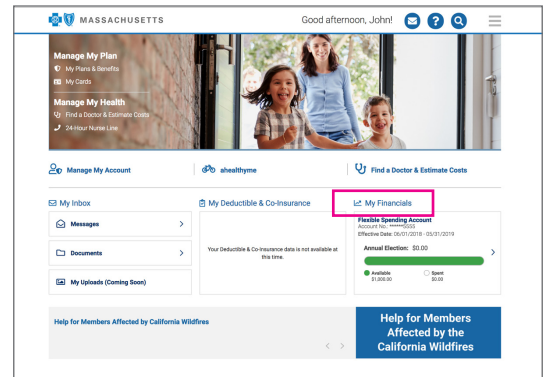 MASSACHUSETTS
Good afternoon, John!
?
Manage My Plan
My Plans & Benefits
My Cards
Manage My Health
Find a Doctor & Estimate Costs
24-Hour Nurse Line
Manage My Account
ahealthyme
Find a Doctor & Estimate Costs
My Inbox
My Deductible & Co-Insurance
My Financials
Messages
Documents
My Uploads (Coming Soon)
Your Deductible & Co-Insurance data is not available at
this time.
Flexible Spending Account
Account No.: ******5555
Effective Date: 06/01/2018 - 05/31/2019
Annual Election: $0.00
Available
$1,000.00
Spent
$0.00
Help for Members Affected by California Wildfires
Help for Members
Affected by the
California Wildfires